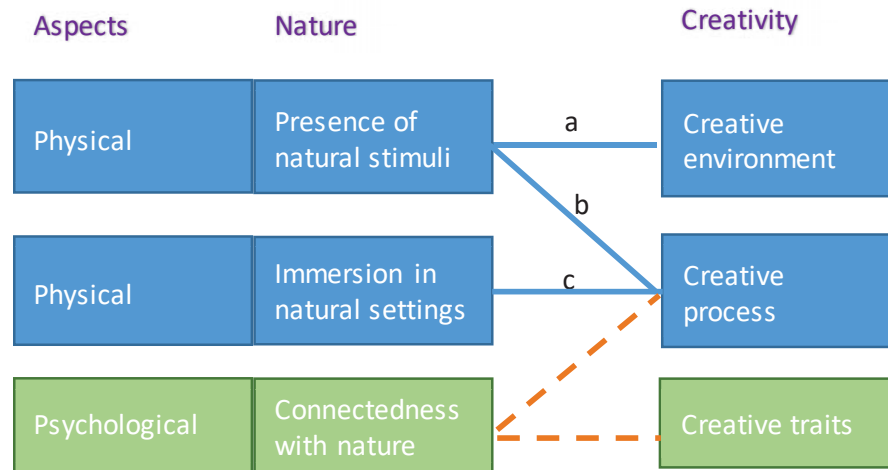 Aspects
Nature
Creativity
Physical
Presence of
natural stimuli
a
Creative
environment
b
Physical
Immersion in
natural settings
c
Creative
process
Psychological
Connectedness
with nature
Creative traits